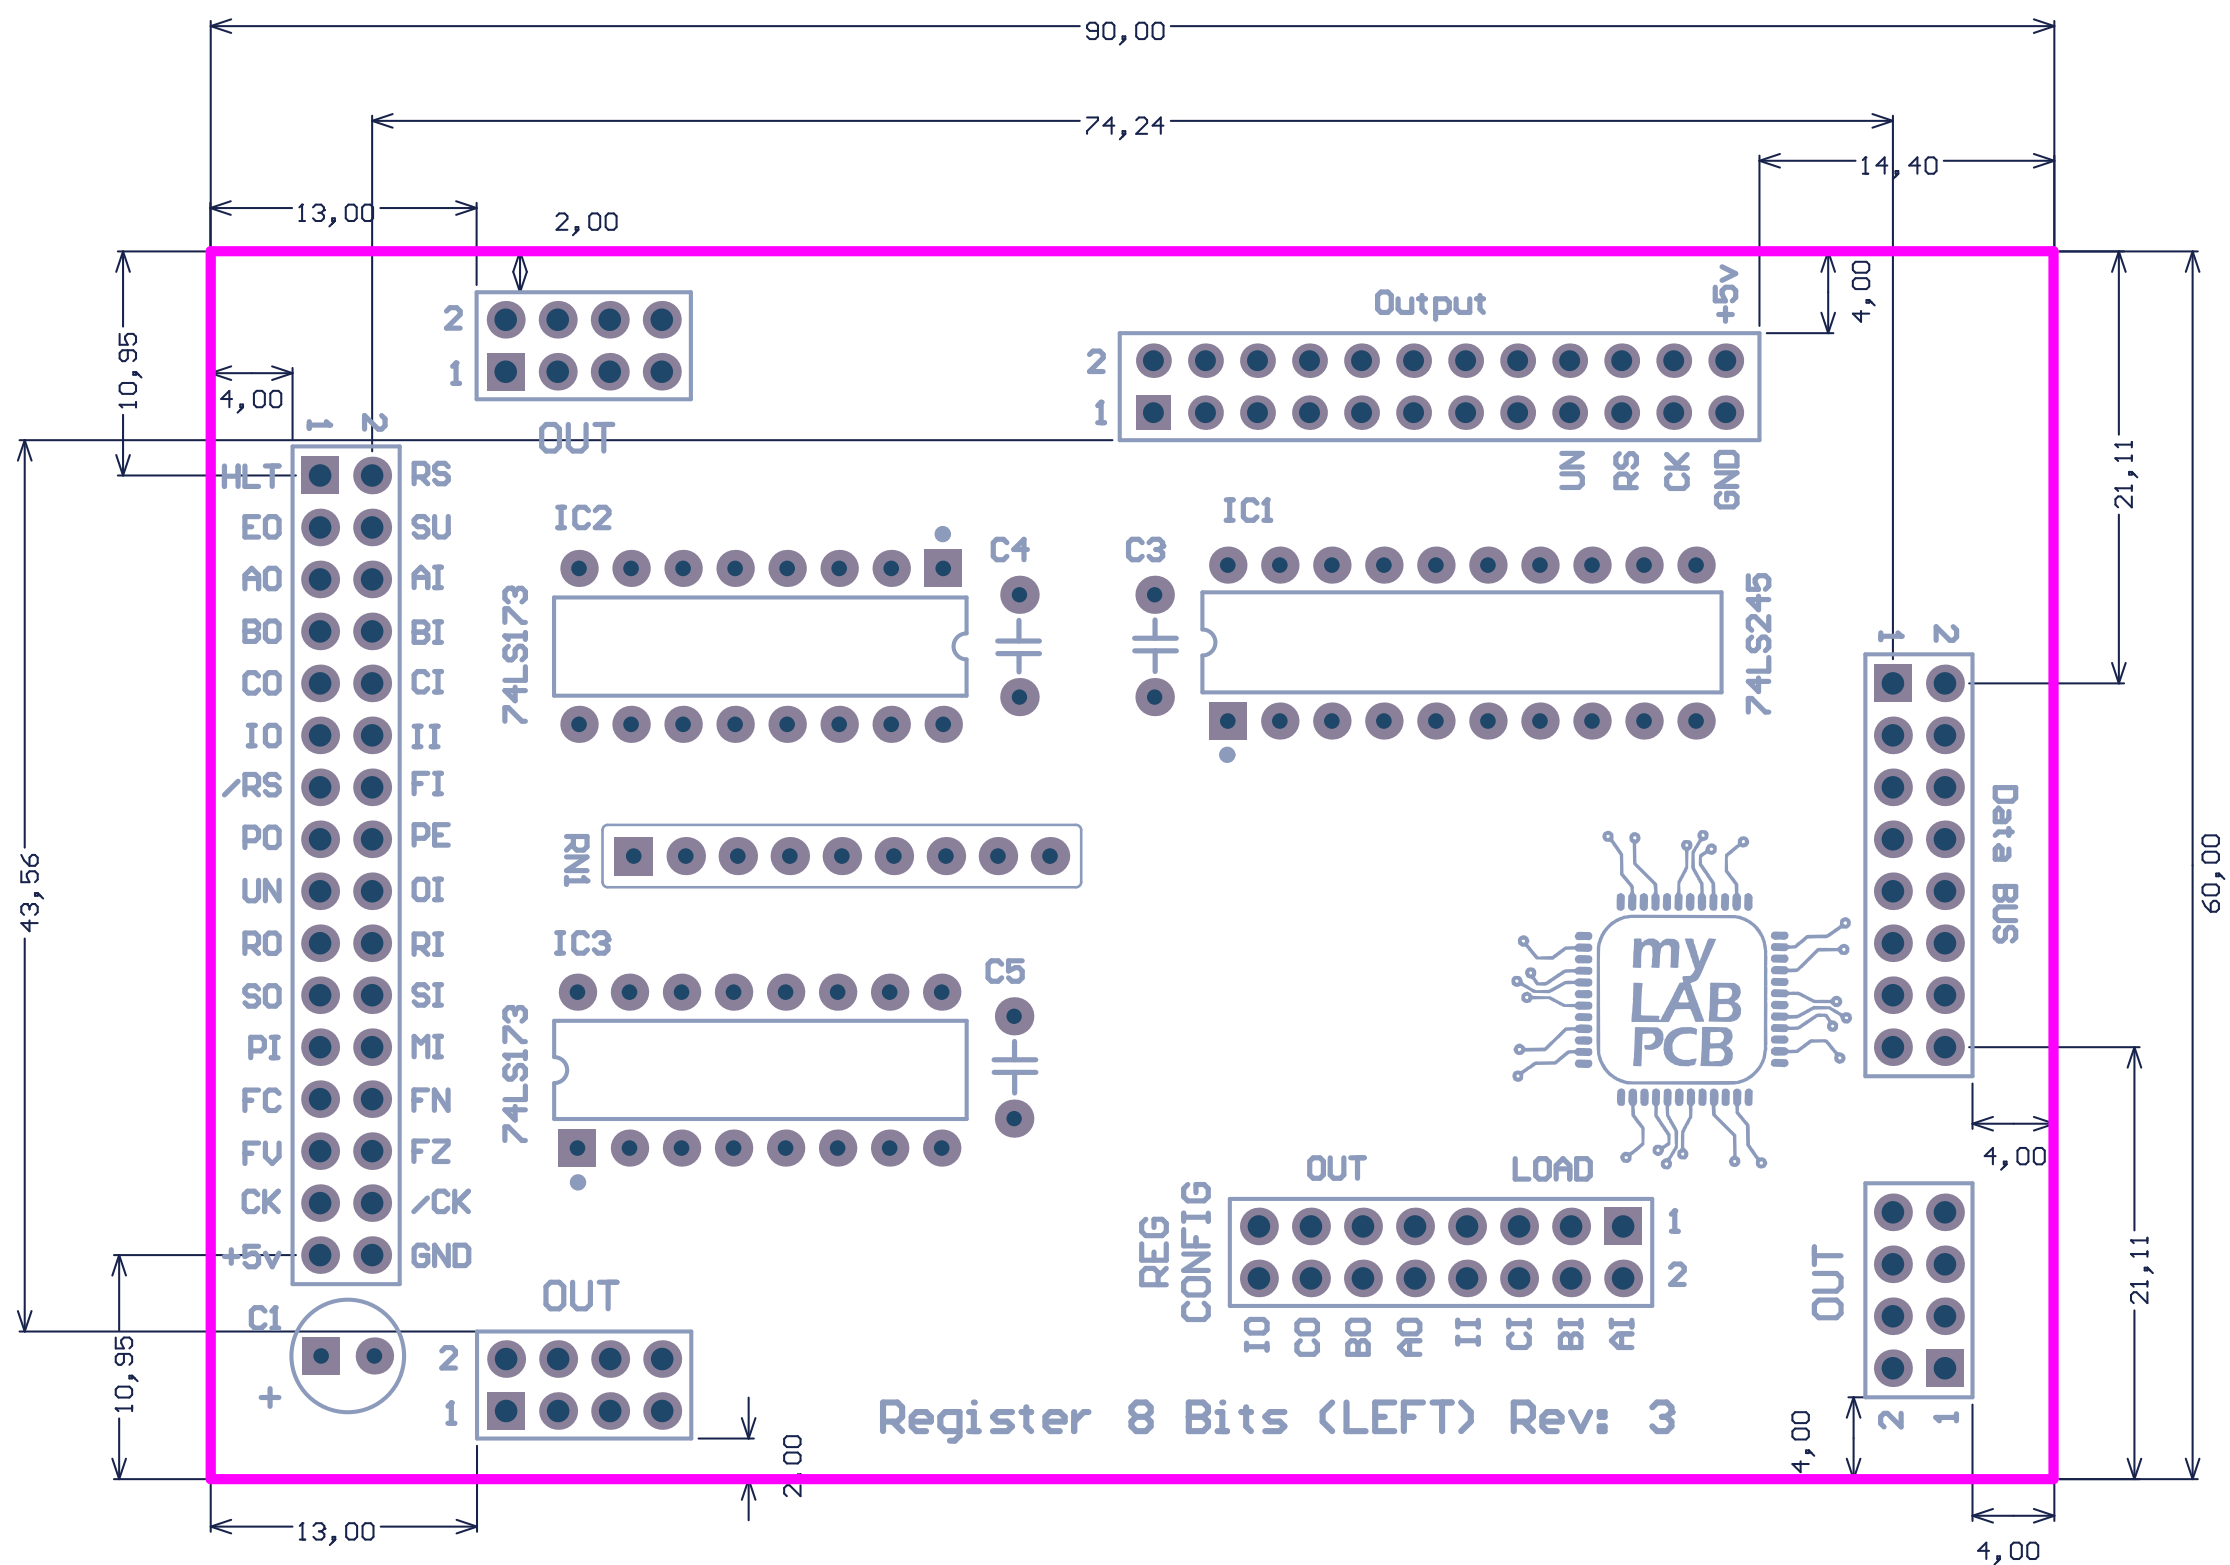 90,00
74,24
14,40
13,00
2,00
10,95
4,00
4,00
21,11
60,00
43,56
2
1
OUT
Output
+5v
2
1
UN
RS
CK
GND
1 2
HLT RS
EO SU
AO AI
BO BI
CO CI
IO II
/RS FI
PO PE
UN OI
RO RI
SO SI
PI MI
FC FN
FV FZ
CK /CK
+5v GND
IC2
74LS173
C4
C3
IC1
74LS245
1 2
Data BUS
RN1
IC3
74LS173
C5
my
LAB
PCB
4,00
21,11
OUT
LOAD
REG
CONFIG
1
2
IO
CO
BO
AO
II
CI
BI
AI
OUT
2 1
4,00
C1
+
10,95
OUT
2
1
2,00
Register 8 Bits (LEFT) Rev: 3
13,00
4,00